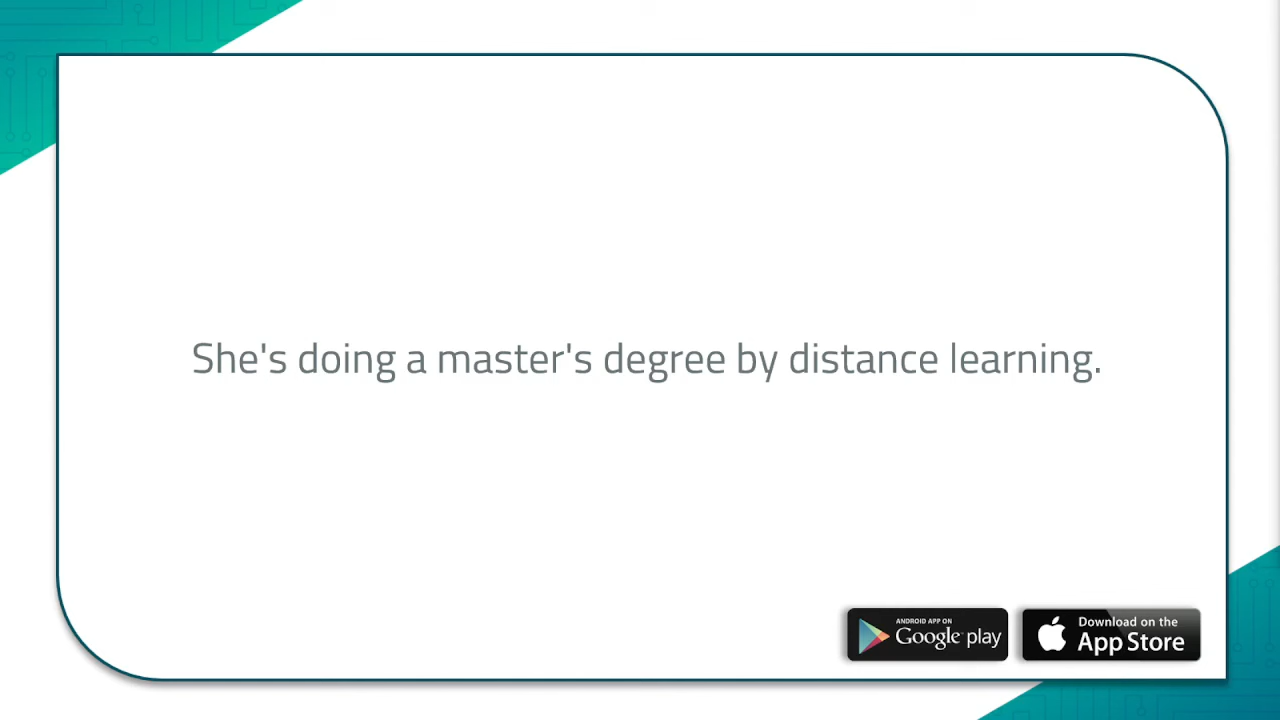 She's doing a master's degree by distance learning.
ANDROID APP ON
Google play
Download on the
App Store